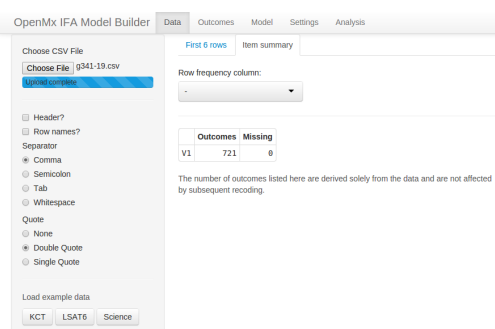 OpenMx IFA Model Builder Data Outcomes Model Settings Analysis
Choose CSV File
Choose File g341-19.csv
Upload complete
Header?
Row names?
Separator
Comma
Semicolon
Tab
Whitespace
Quote
None
Double Quote
Single Quote
Load example data
KCT LSAT6 Science
First 6 rows Item summary
Row frequency column:
-
Outcomes Missing
V1 721 0
The number of outcomes listed here are derived solely from the data and are not affected
by subsequent recoding.